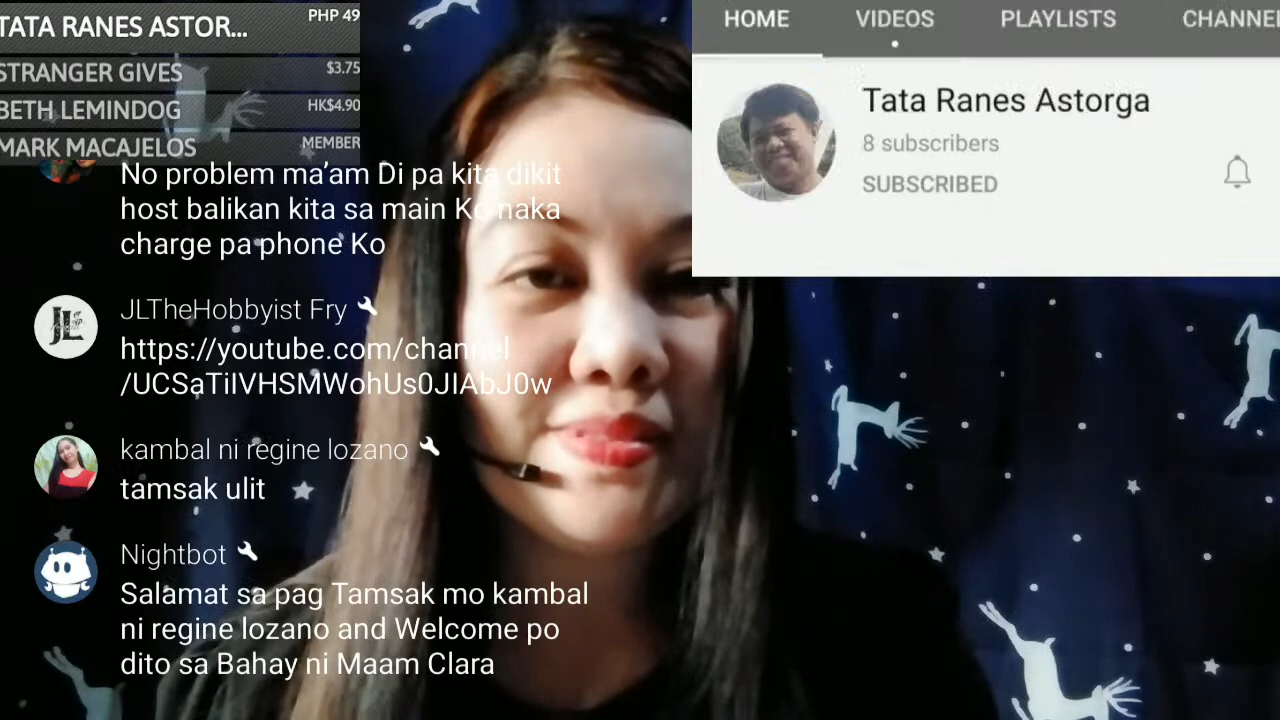 TATA RANES ASTOR...
PHP 49
STRANGER GIVES
$3.75
BETH LEMINDOG
HK$4.90
MARK MACAJELOS
MEMBER
No problem ma'am Di pa kita dikit
host balikan kita sa main Ko naka
charge pa phone Ko
JLTheHobbyist Fry
https://youtube.com/channel
/UCSaTiIVHSMWohUs0JIAbJ0w
kambal ni regine lozano
tamsak ulit
Nightbot
Salamat sa pag Tamsak mo kambal
ni regine lozano and Welcome po
dito sa Bahay ni Maam Clara
HOME
VIDEOS
PLAYLISTS
CHANNE
Tata Ranes Astorga
8 subscribers
SUBSCRIBED
JL